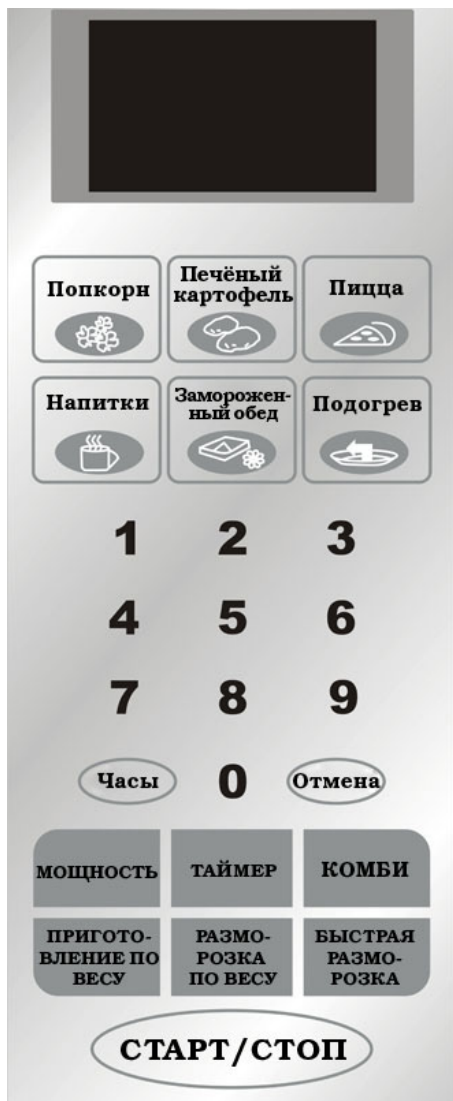 Попкорн
Печёный
картофель
Пицца
Напитки
Заморожен-
ный обед
Подогрев
1 2 3
4 5 6
7 8 9
Часы 0 Отмена
МОЩНОСТЬ
ТАЙМЕР
КОМБИ
ПРИГОТО-
ВЛЕНИЕ ПО
ВЕСУ
РАЗМО-
РОЗКА
ПО ВЕСУ
БЫСТРАЯ
РАЗМО-
РОЗКА
СТАРТ/СТОП